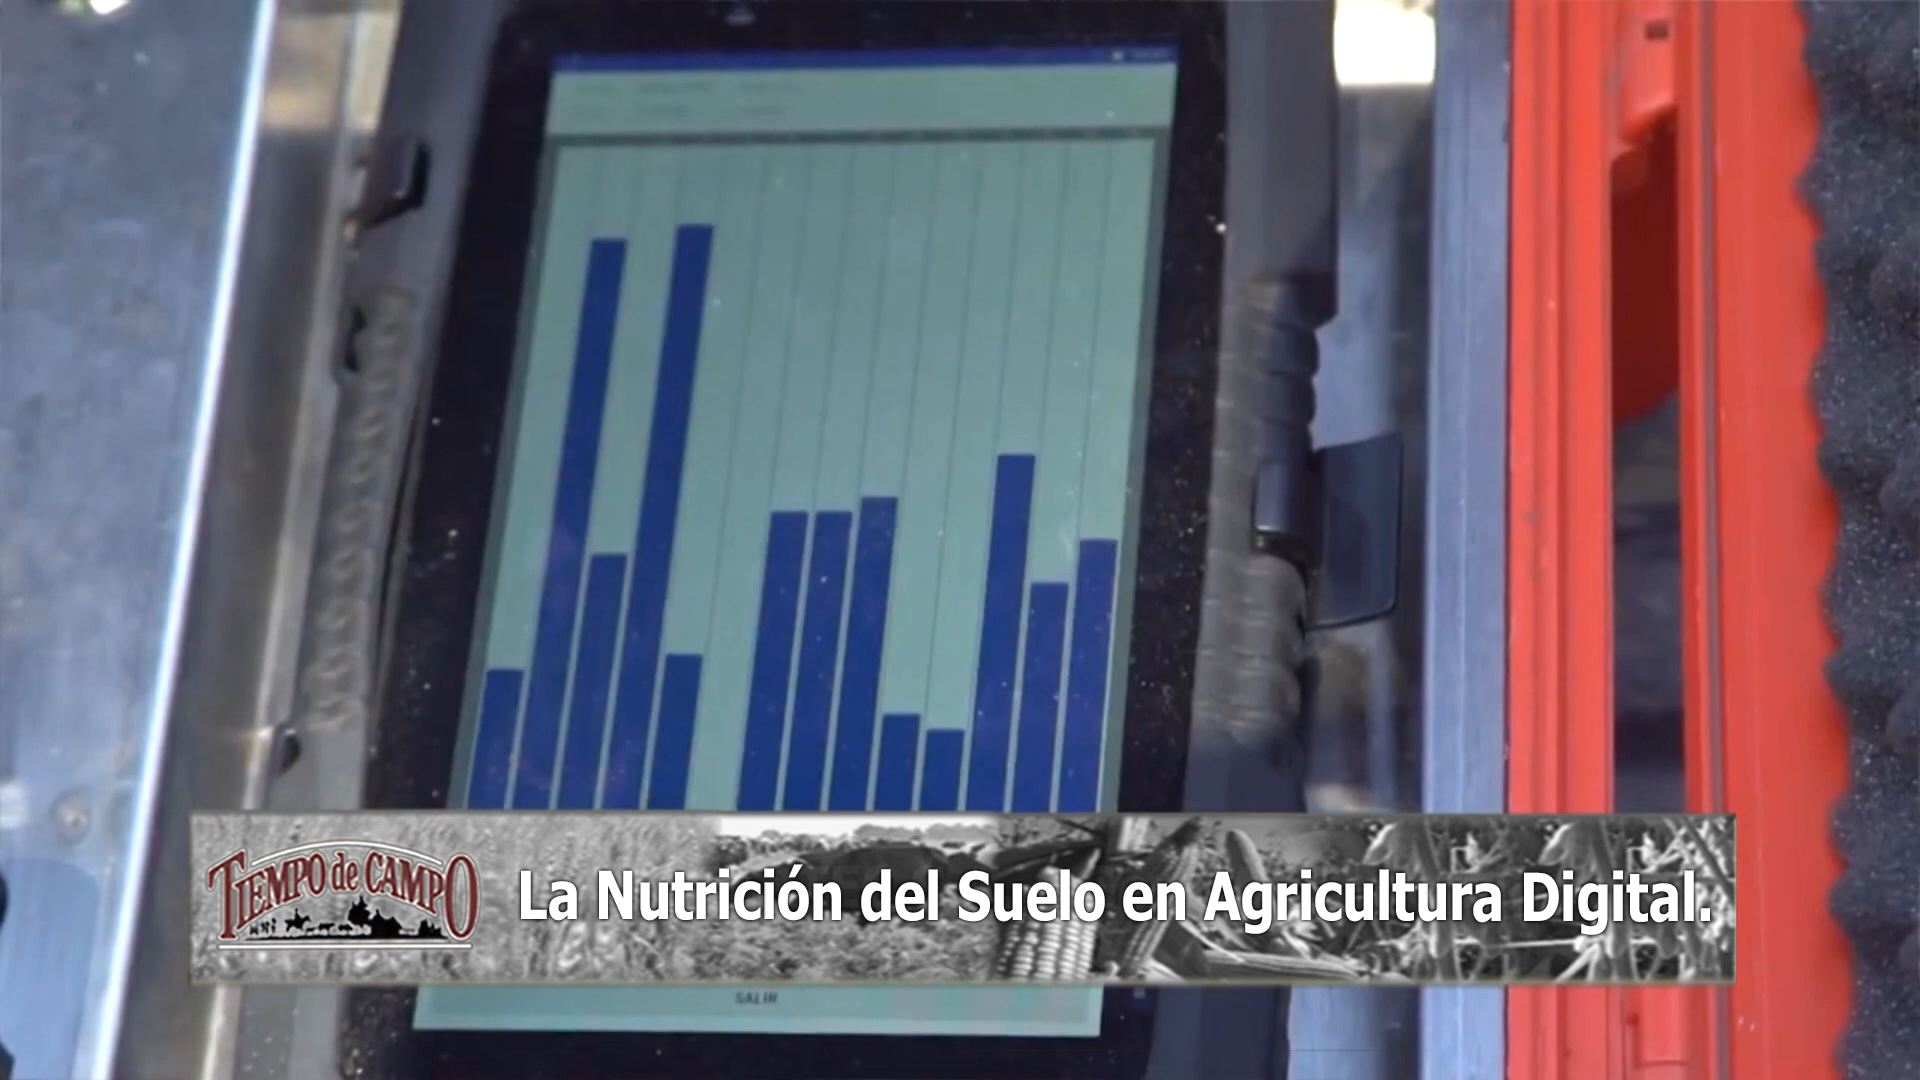 TIEMPO de CAMPO
La Nutrición del Suelo en Agricultura Digital.
SALIR